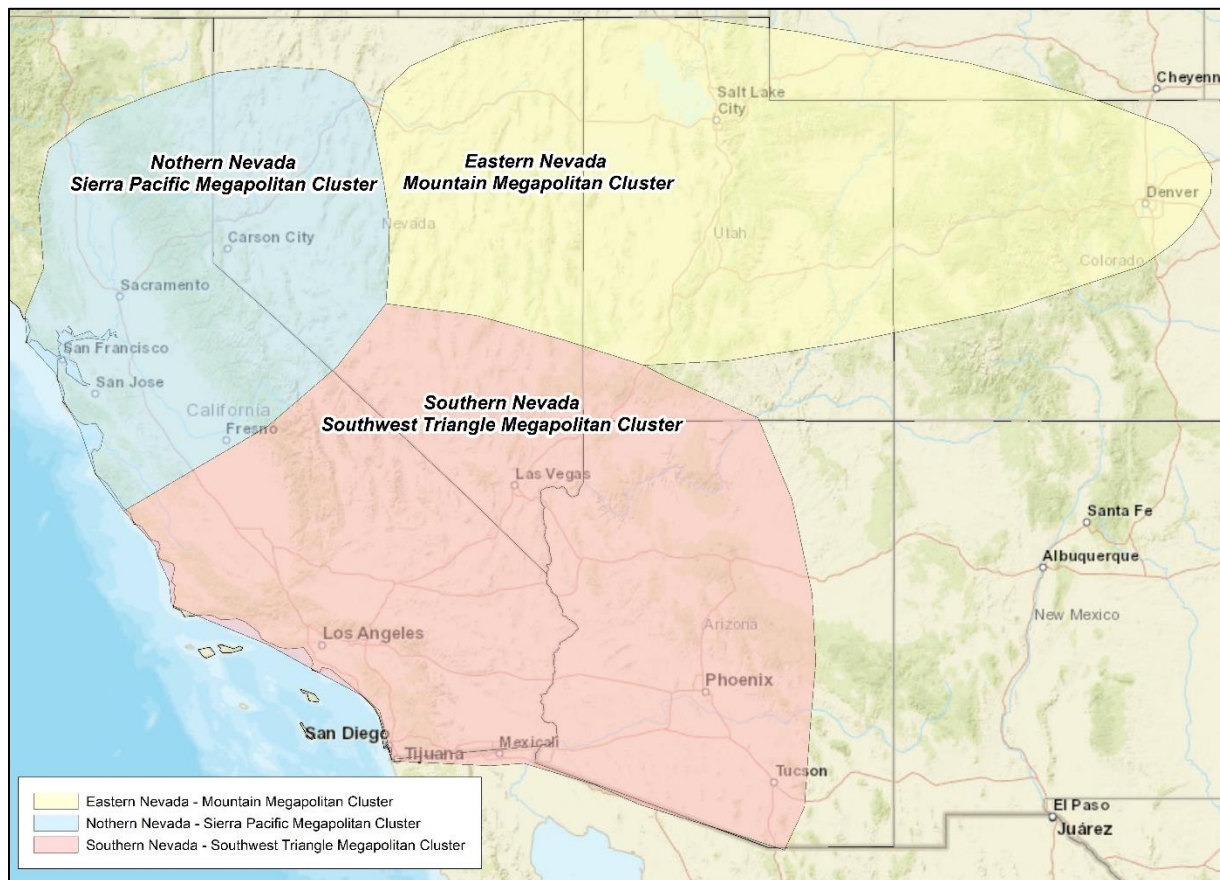 Cheyenn
Salt Lake
City
Nothern Nevada
Sierra Pacific Megapolitan Cluster
Eastern Nevada
Mountain Megapolitan Cluster
Denver
Nevada
Utah
Carson City
Colorado
Sacramento
San Francisco
San Jose
California
Fresno
Southern Nevada
Southwest Triangle Megapolitan Cluster
Las Vegas
Santa Fe
Albuquerque
New Mexico
Los Angeles
Arizona
Phoenix
San Diego
Tijuana
Mexicali
Tucson
El Paso
Juárez
Eastern Nevada - Mountain Megapolitan Cluster
Nothern Nevada - Sierra Pacific Megapolitan Cluster
Southern Nevada - Southwest Triangle Megapolitan Cluster